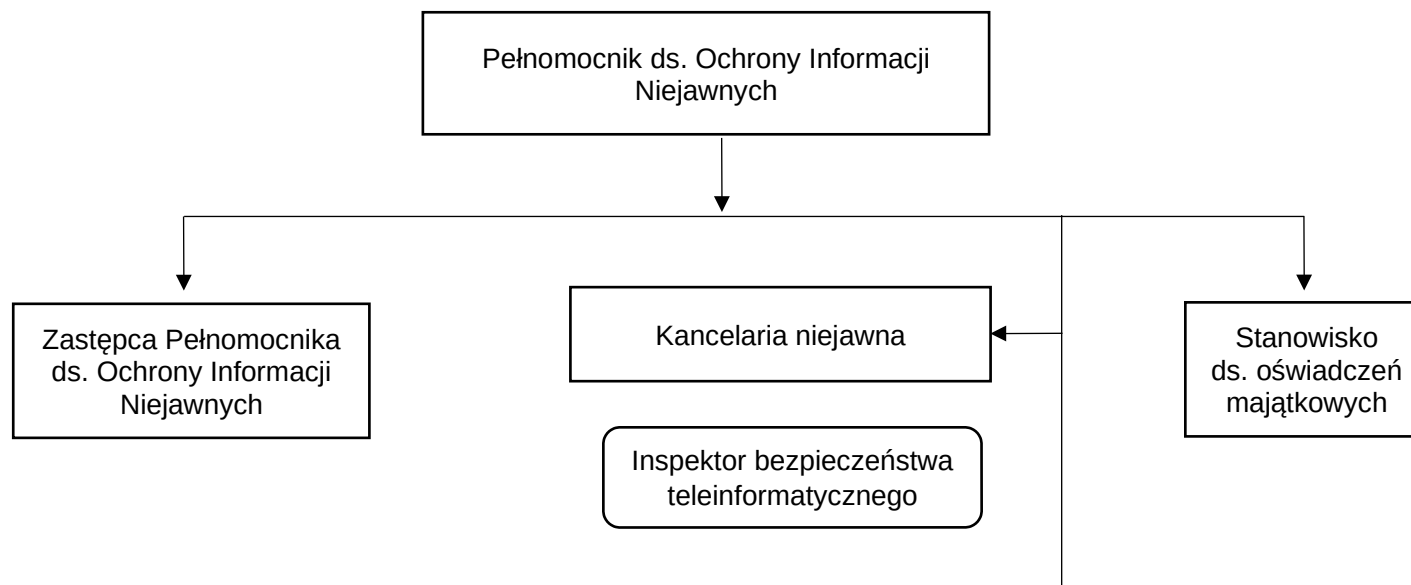 Pełnomocnik ds. Ochrony Informacji
Niejawnych
Zastępca Pełnomocnika
ds. Ochrony Informacji
Niejawnych
Kancelaria niejawna
Stanowisko
ds. oświadczeń
majątkowych
Inspektor bezpieczeństwa
teleinformatycznego